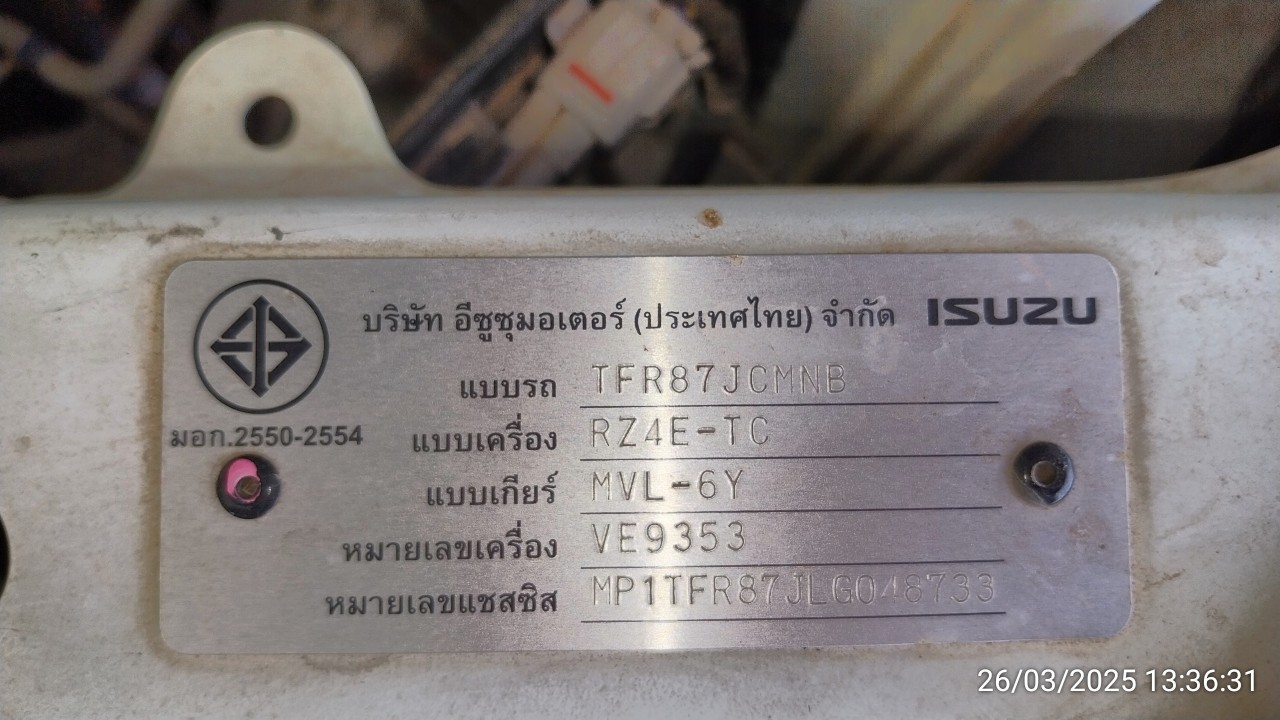 บริษัท อีซูซุมอเตอร์ (ประเทศไทย) จำกัด ISUZU
แบบรถ TFR87JCMNB
มอก.2550-2554 แบบเครื่อง RZ4E-TC
แบบเกียร์ MVL-6Y
หมายเลขเครื่อง VE9353
หมายเลขแชสซิส MP1TFR87JLG048733
26/03/2025 13:36:31